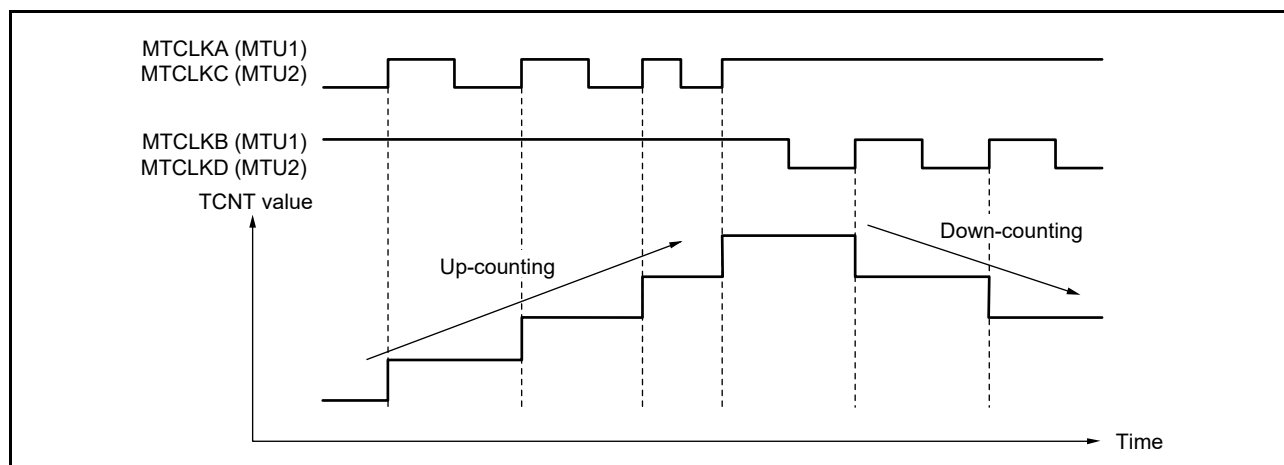 MTCLKA (MTU1)
MTCLKC (MTU2)
MTCLKB (MTU1)
MTCLKD (MTU2)
TCNT value
Up-counting
Down-counting
Time